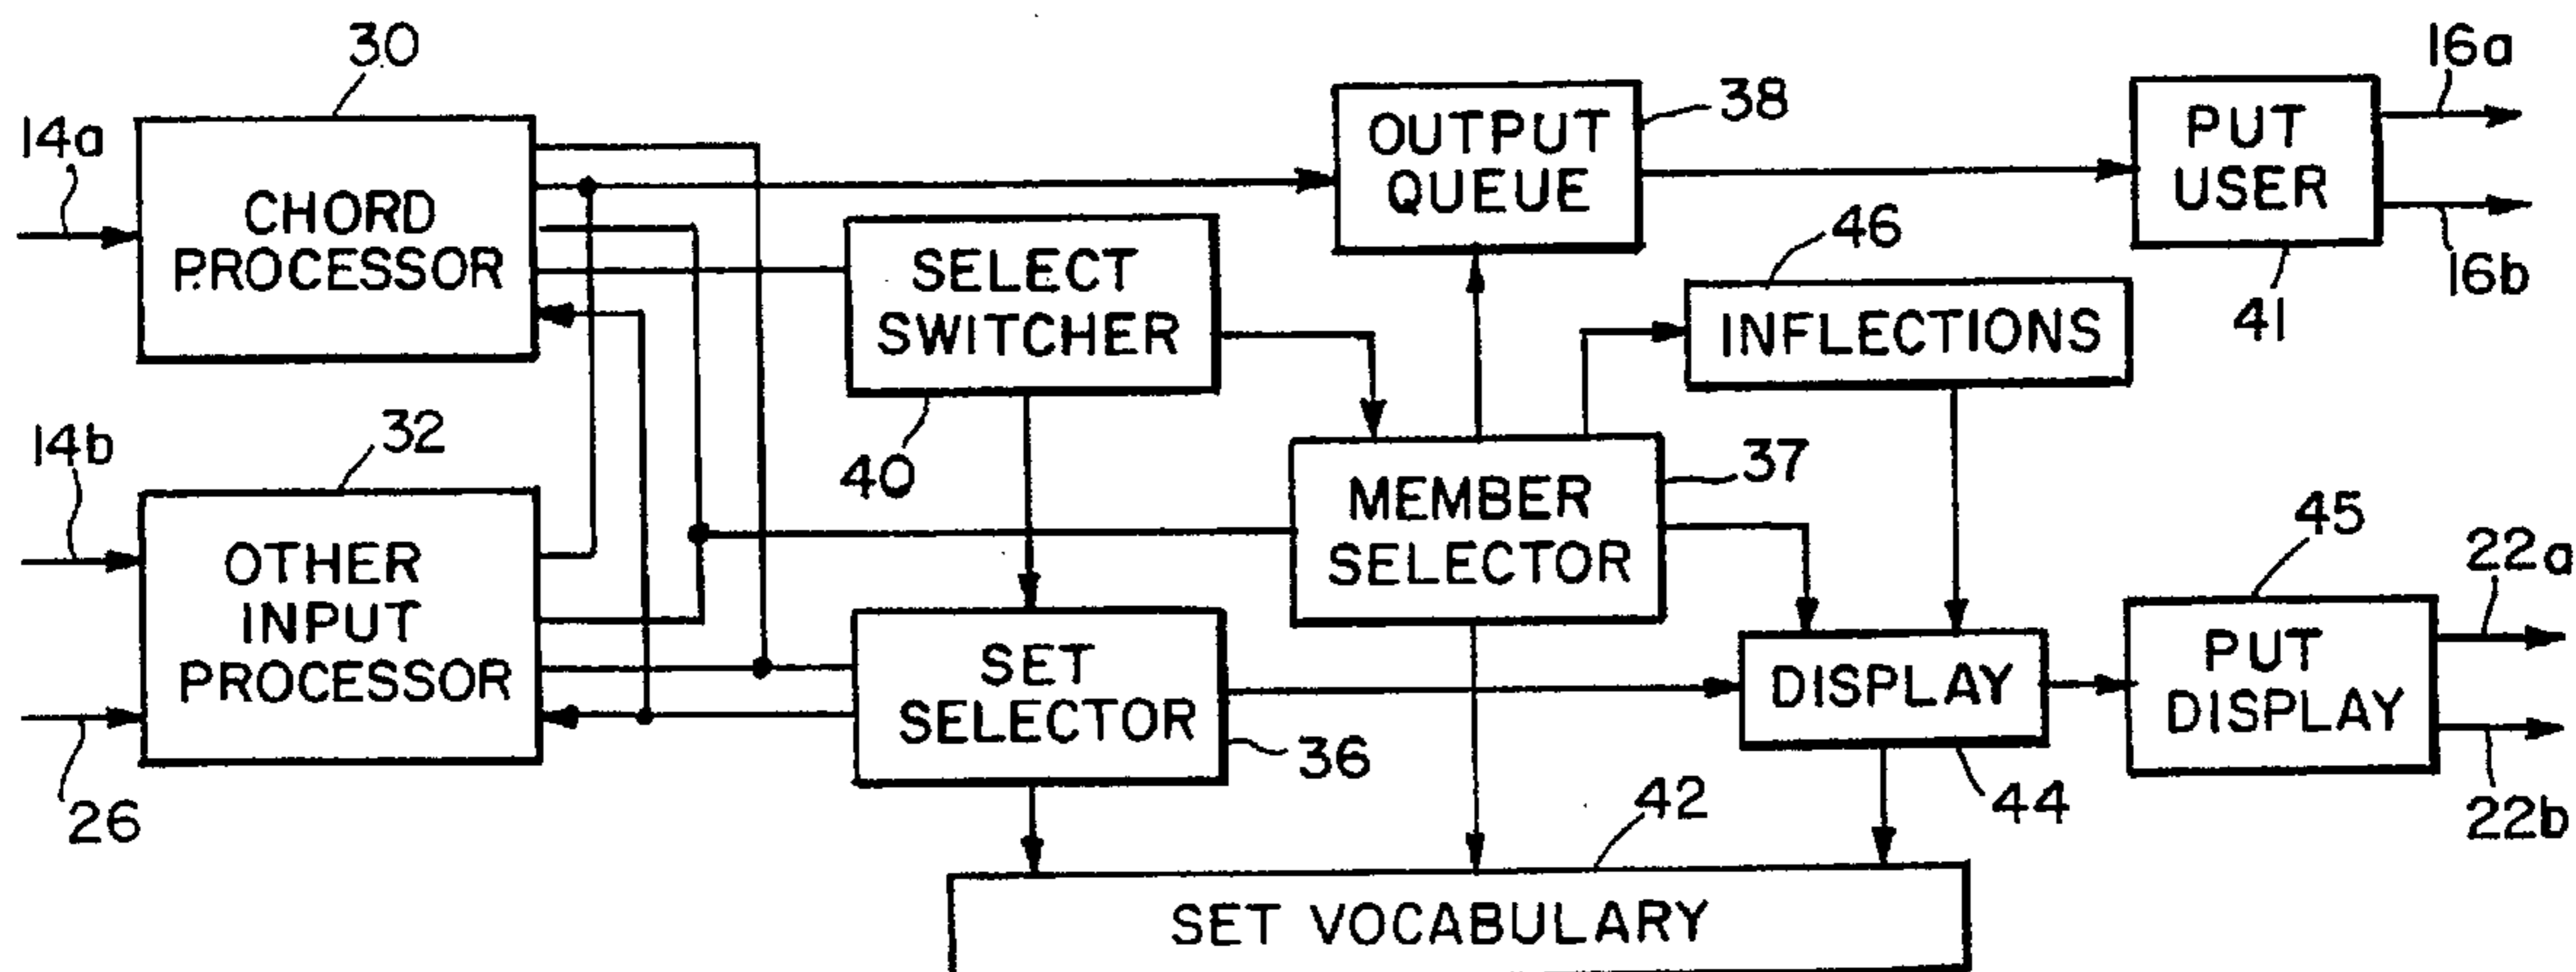 30
14a
CHORD
PROCESSOR
OUTPUT
QUEUE
38
PUT
USER
16a
16b
41
SELECT
SWITCHER
40
46
INFLECTIONS
14b
32
OTHER
INPUT
PROCESSOR
26
MEMBER
SELECTOR
37
SET
SELECTOR
36
DISPLAY
44
45
PUT
DISPLAY
22a
22b
42
SET VOCABULARY